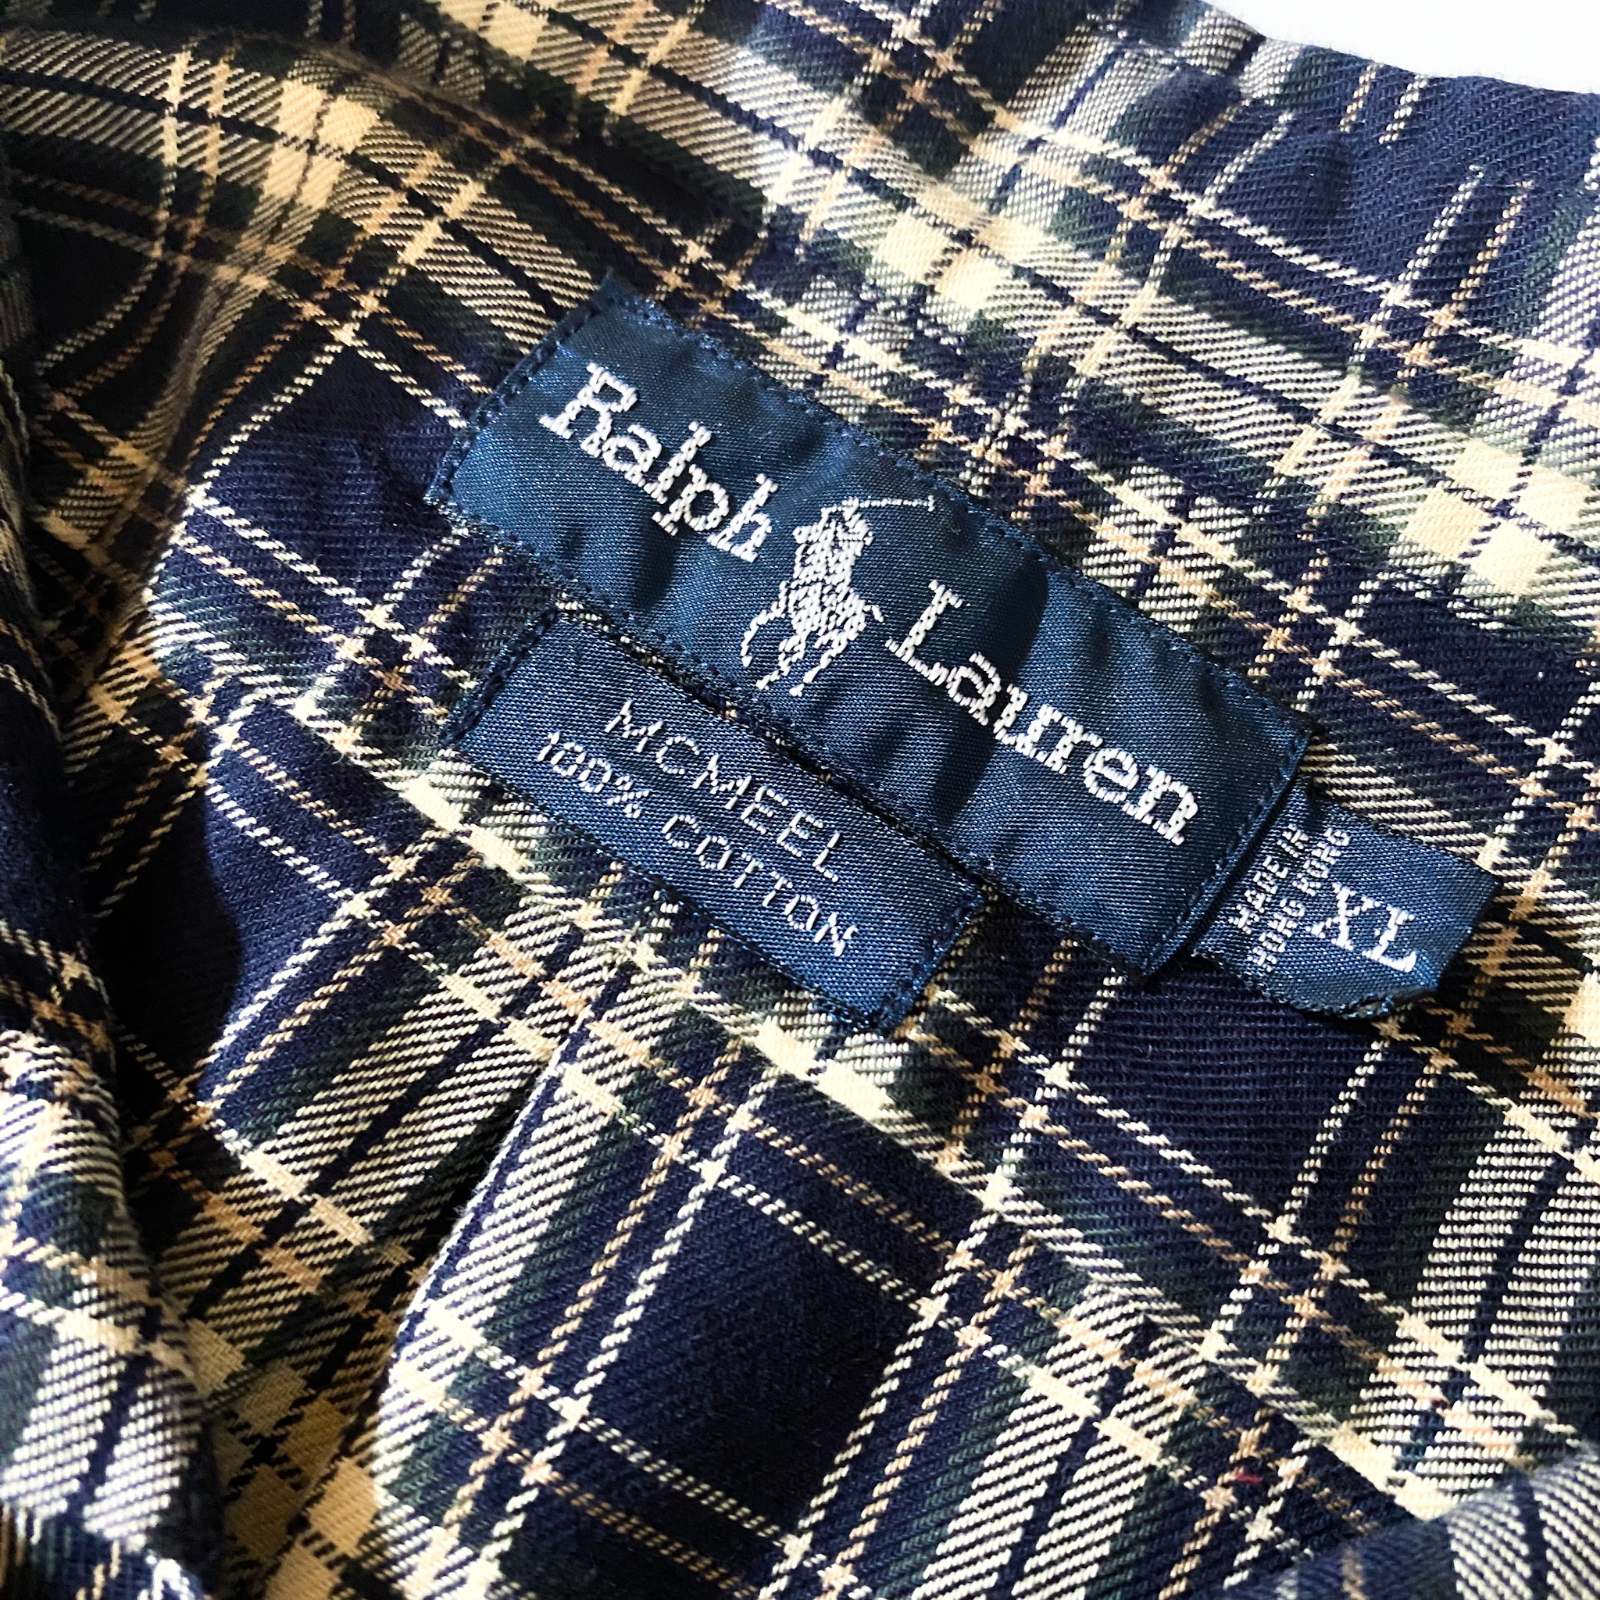 Ralph Lauren
MCMEEL
100% COTTON
MADE IN
HONG KONG
XL